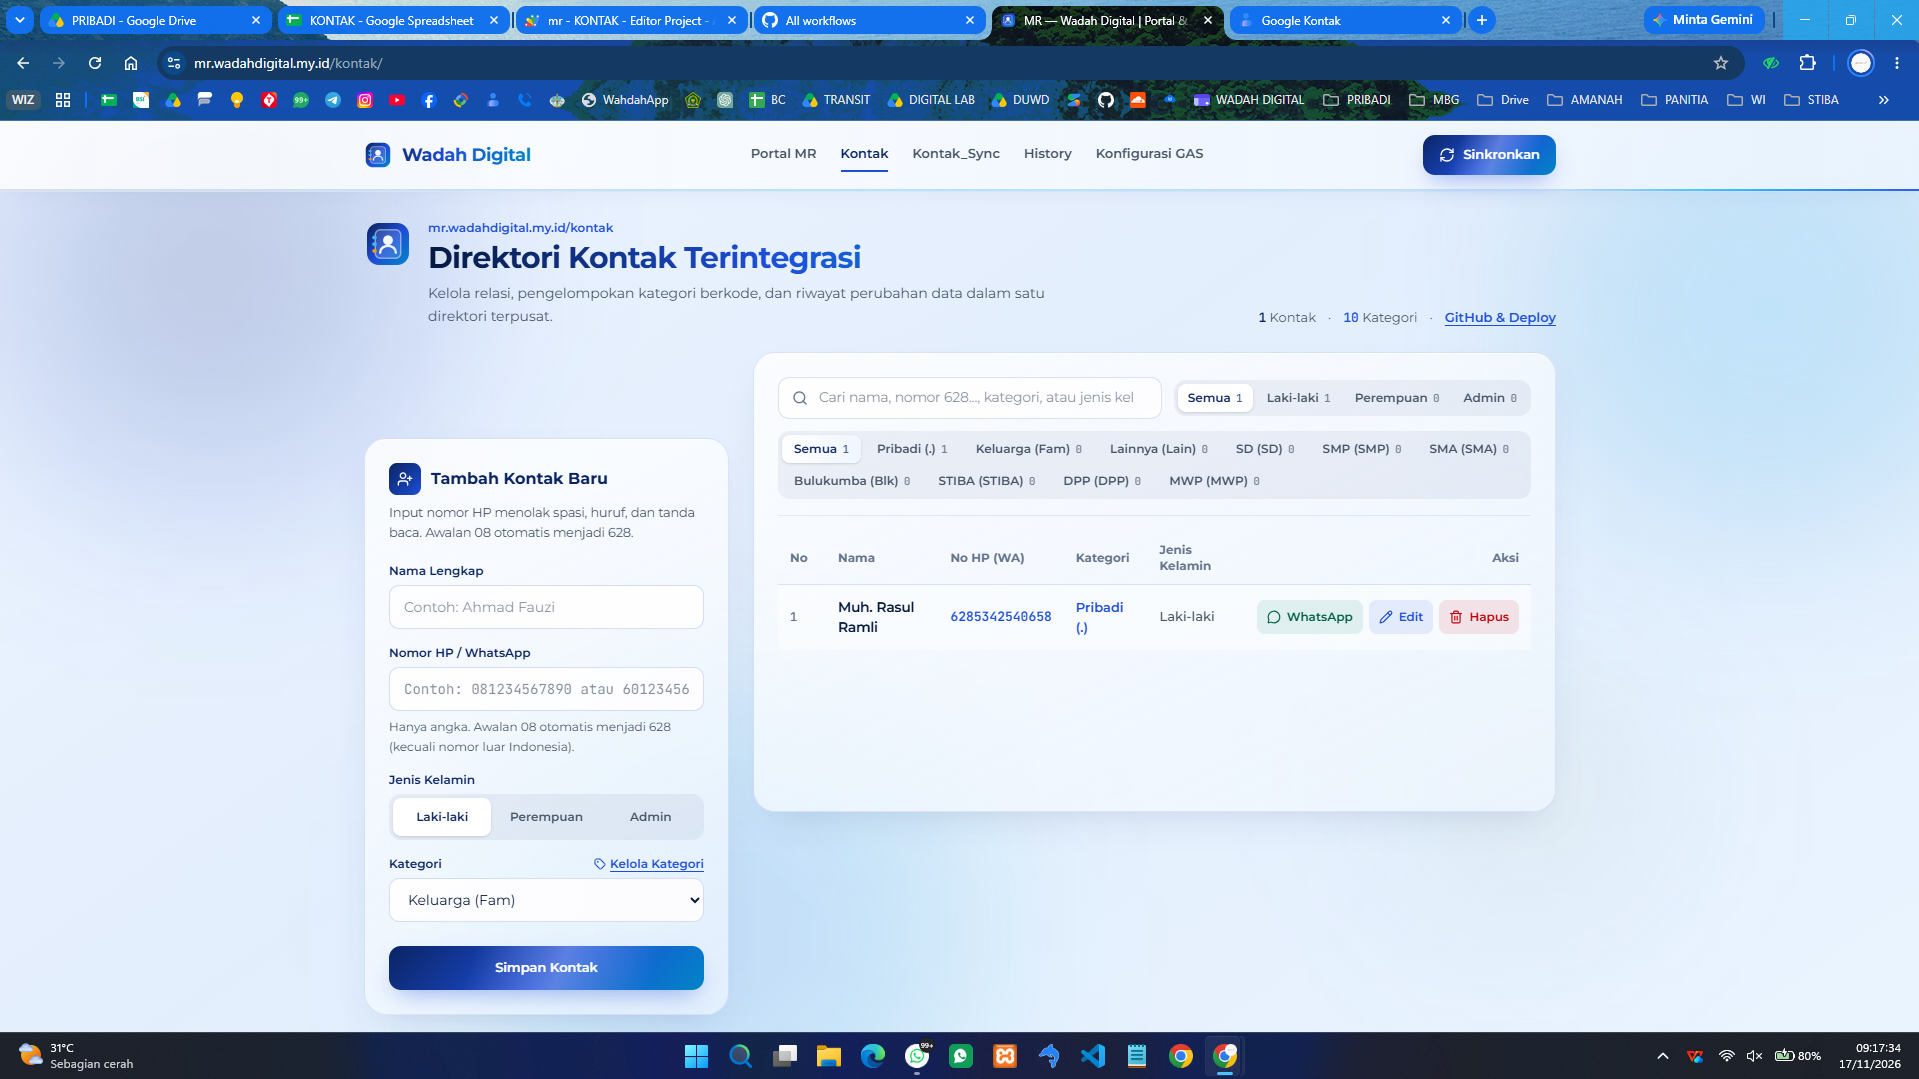 PRIBADI - Google Drive
KONTAK - Google Spreadsheet
mr - KONTAK - Editor Project -
All workflows
MR — Wadah Digital | Portal &
Google Kontak
Minta Gemini
mr.wadahdigital.my.id/kontak/
WIZ
BSI
99+
WahdahApp
BC
TRANSIT
DIGITAL LAB
DUWD
WADAH DIGITAL
PRIBADI
MBG
Drive
AMANAH
PANITIA
WI
STIBA
Wadah Digital
Portal MR
Kontak
Kontak_Sync
History
Konfigurasi GAS
Sinkronkan
mr.wadahdigital.my.id/kontak
Direktori Kontak Terintegrasi
Kelola relasi, pengelompokan kategori berkode, dan riwayat perubahan data dalam satu
direktori terpusat.
1 Kontak · 10 Kategori · GitHub & Deploy
Tambah Kontak Baru
Input nomor HP menolak spasi, huruf, dan tanda
baca. Awalan 08 otomatis menjadi 628.
Nama Lengkap
Contoh: Ahmad Fauzi
Nomor HP / WhatsApp
Contoh: 081234567890 atau 60123456
Hanya angka. Awalan 08 otomatis menjadi 628
(kecuali nomor luar Indonesia).
Jenis Kelamin
Laki-laki
Perempuan
Admin
Kategori
Kelola Kategori
Keluarga (Fam)
Simpan Kontak
Cari nama, nomor 628..., kategori, atau jenis kel
Semua 1
Laki-laki 1
Perempuan 0
Admin 0
Semua 1
Pribadi (.) 1
Keluarga (Fam) 0
Lainnya (Lain) 0
SD (SD) 0
SMP (SMP) 0
SMA (SMA) 0
Bulukumba (Blk) 0
STIBA (STIBA) 0
DPP (DPP) 0
MWP (MWP) 0
No
Nama
No HP (WA)
Kategori
Jenis
Kelamin
Aksi
1
Muh. Rasul
Ramli
6285342540658
Pribadi
(.)
Laki-laki
WhatsApp
Edit
Hapus
31°C
Sebagian cerah
99+
80%
09:17:34
17/11/2026